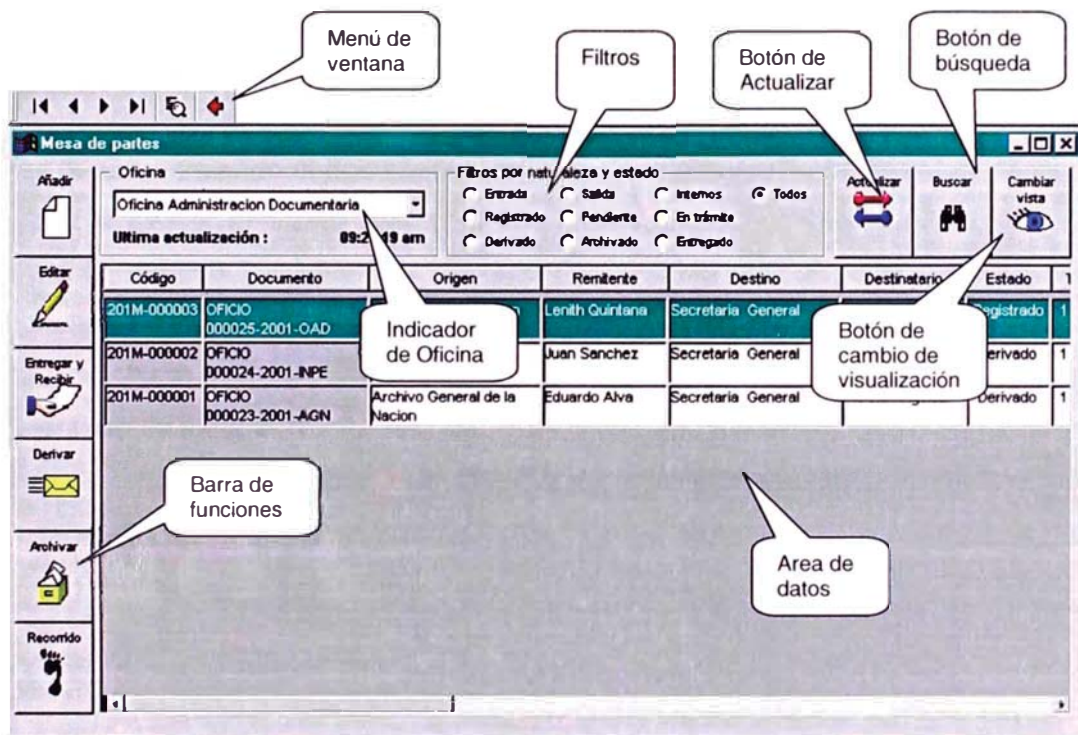 Menú de
ventana
Filtros
Botón de
Actualizar
Botón de
búsqueda
Mesa de partes
Añadir
Oficina
Filtros por naturaleza y estado
Actualizar
Buscar
Cambiar
vista
Entrada
Salida
Internos
Todos
Oficina Administracion Documentaria
Registrado
Pendiente
En trámite
Ultima actualización :
am
Derivado
Archivado
Entregado
Editar
Código
Documento
Origen
Remitente
Destino
Destinatario
Estado
201M-000003
OFICIO
000025-2001-OAD
Lenith Quintana
Secretaria General
Registrado
1
Indicador
de Oficina
Botón de
cambio de
visualización
Entregar y
Recibir
201M-000002
OFICIO
000024-2001-INPE
Juan Sanchez
Secretaria General
erivado
1
201M-000001
OFICIO
000023-2001-AGN
Archivo General de la
Nacion
Eduardo Alva
Secretaria General
Derivado
1
Derivar
Barra de
funciones
Archivar
Area de
datos
Recorrido